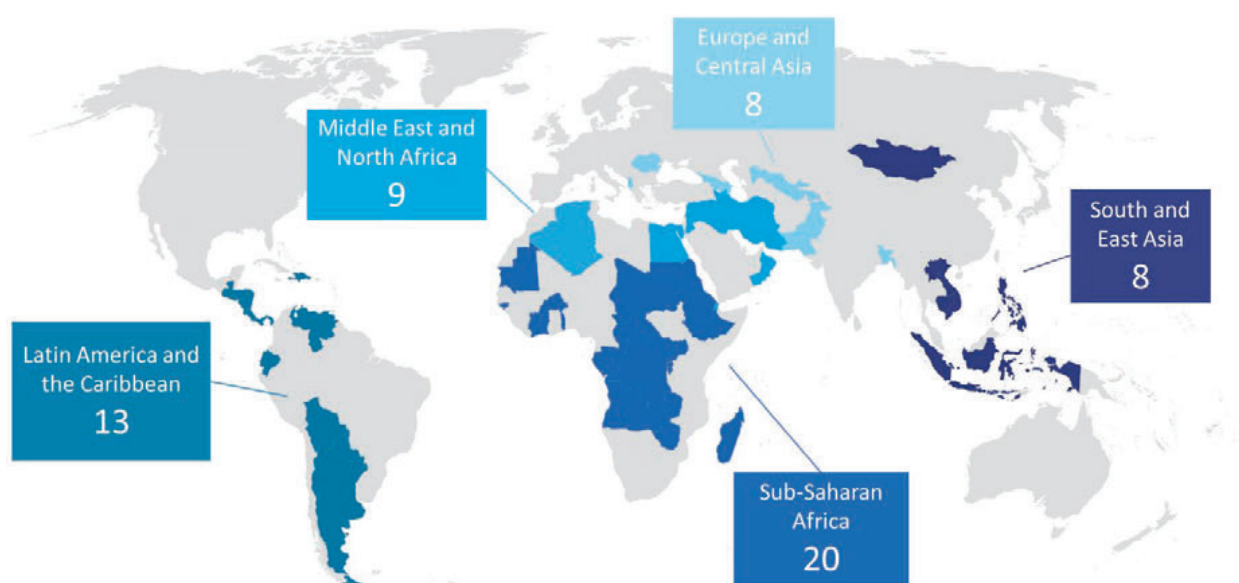 Europe and
Central Asia
8
Middle East and
North Africa
9
South and
East Asia
8
Latin America and
the Caribbean
13
Sub-Saharan
Africa
20